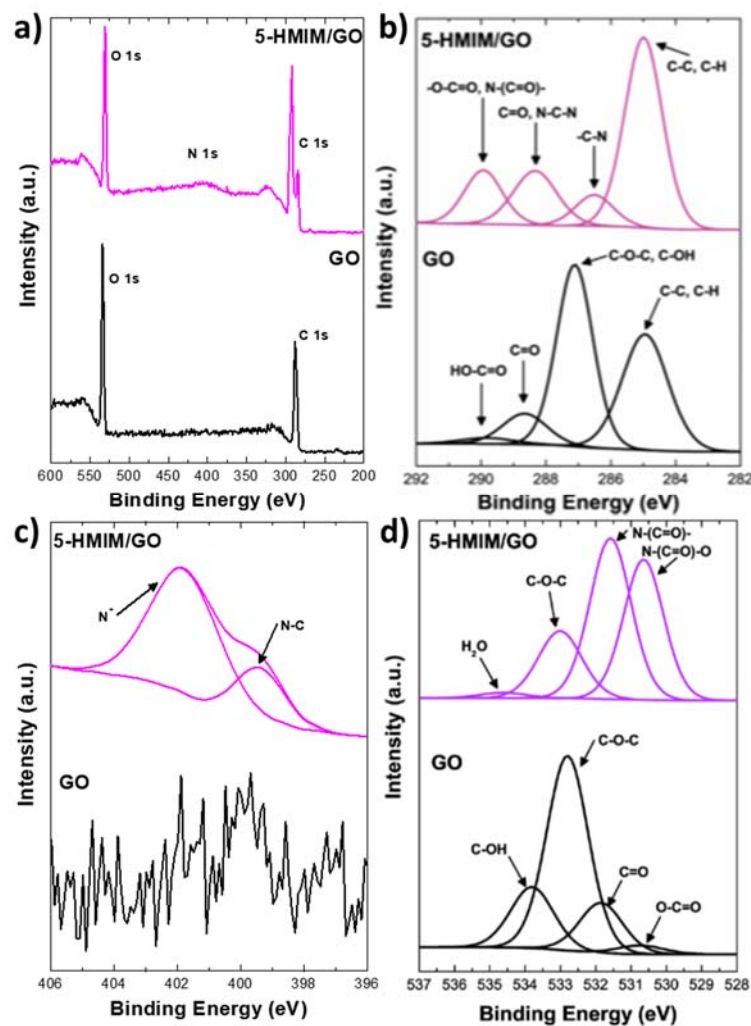 a)
5-HMIM/GO
O 1s
N 1s
C 1s
GO
O 1s
C 1s
Intensity (a.u.)
600 550 500 450 400 350 300 250 200
Binding Energy (eV)
b)
5-HMIM/GO
C-C, C-H
-O-C=O, N-(C=O)-
C=O, N-C-N
-C-N
GO
C-O-C, C-OH
C-C, C-H
C=O
HO-C=O
Intensity (a.u.)
292 290 288 286 284 282
Binding Energy (eV)
c)
5-HMIM/GO
N⁺
N-C
GO
Intensity (a.u.)
406 404 402 400 398 396
Binding Energy (eV)
d)
5-HMIM/GO
N-(C=O)-
N-(C=O)-O
C-O-C
H₂O
GO
C-O-C
C-OH
C=O
O-C=O
Intensity (a.u.)
537 536 535 534 533 532 531 530 529 528
Binding Energy (eV)